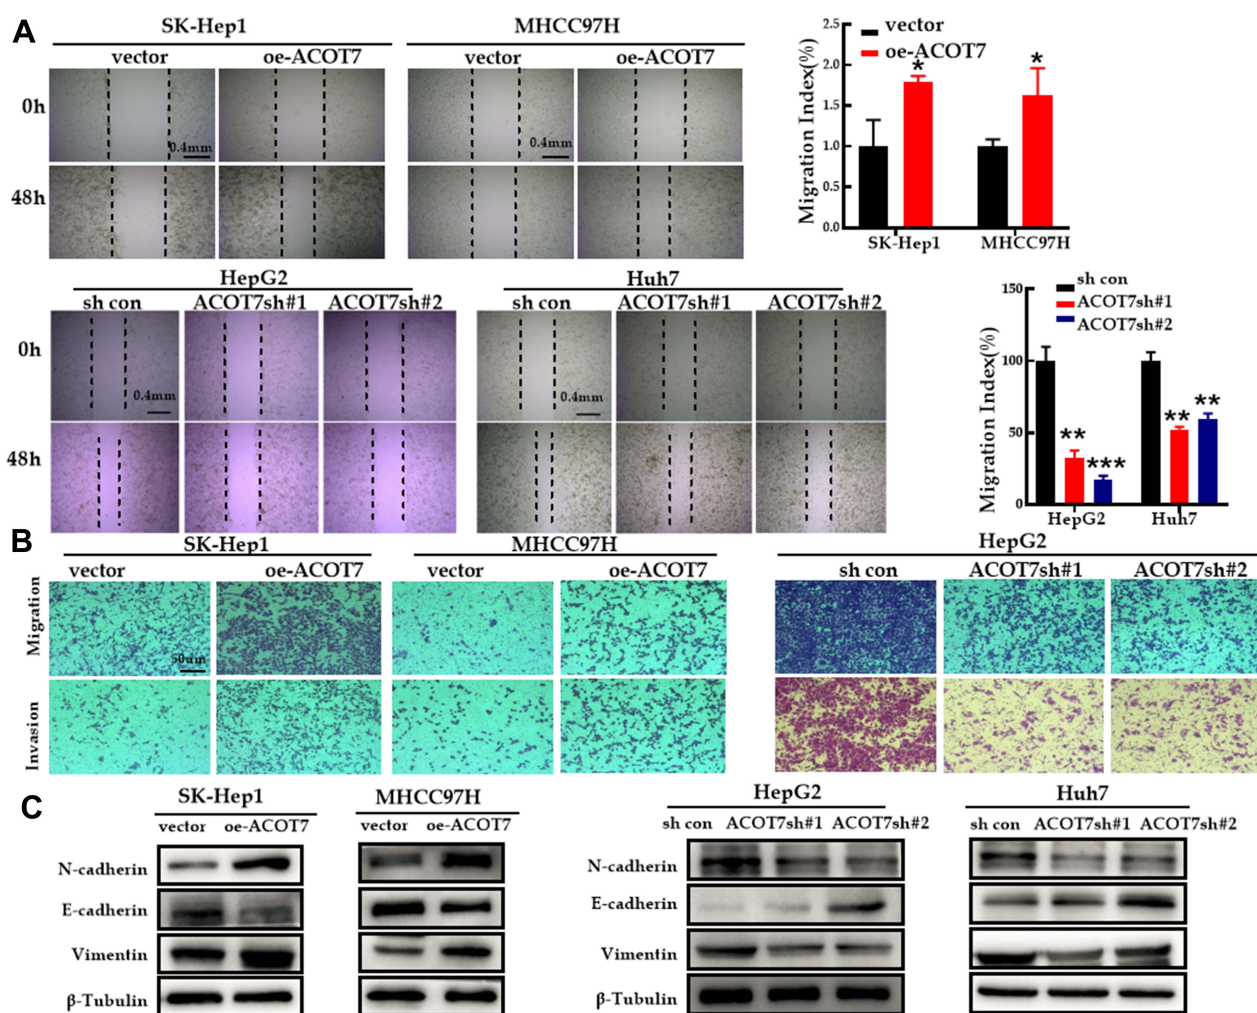 A
SK-Hep1
MHCC97H
vector
oe-ACOT7
vector
oe-ACOT7
0h
0.4mm
0.4mm
48h
Migration Index(%)
2.5
2.0
1.5
1.0
0.5
0.0
vector
oe-ACOT7
*
*
SK-Hep1
MHCC97H
HepG2
Huh7
sh con
ACOT7sh#1
ACOT7sh#2
sh con
ACOT7sh#1
ACOT7sh#2
0h
0.4mm
0.4mm
48h
Migration Index(%)
150
100
50
0
sh con
ACOT7sh#1
ACOT7sh#2
**
***
**
**
HepG2
Huh7
B
SK-Hep1
MHCC97H
HepG2
vector
oe-ACOT7
vector
oe-ACOT7
sh con
ACOT7sh#1
ACOT7sh#2
Migration
50um
Invasion
C
SK-Hep1
MHCC97H
HepG2
Huh7
vector
oe-ACOT7
vector
oe-ACOT7
sh con
ACOT7sh#1
ACOT7sh#2
sh con
ACOT7sh#1
ACOT7sh#2
N-cadherin
N-cadherin
E-cadherin
E-cadherin
Vimentin
Vimentin
β-Tubulin
β-Tubulin